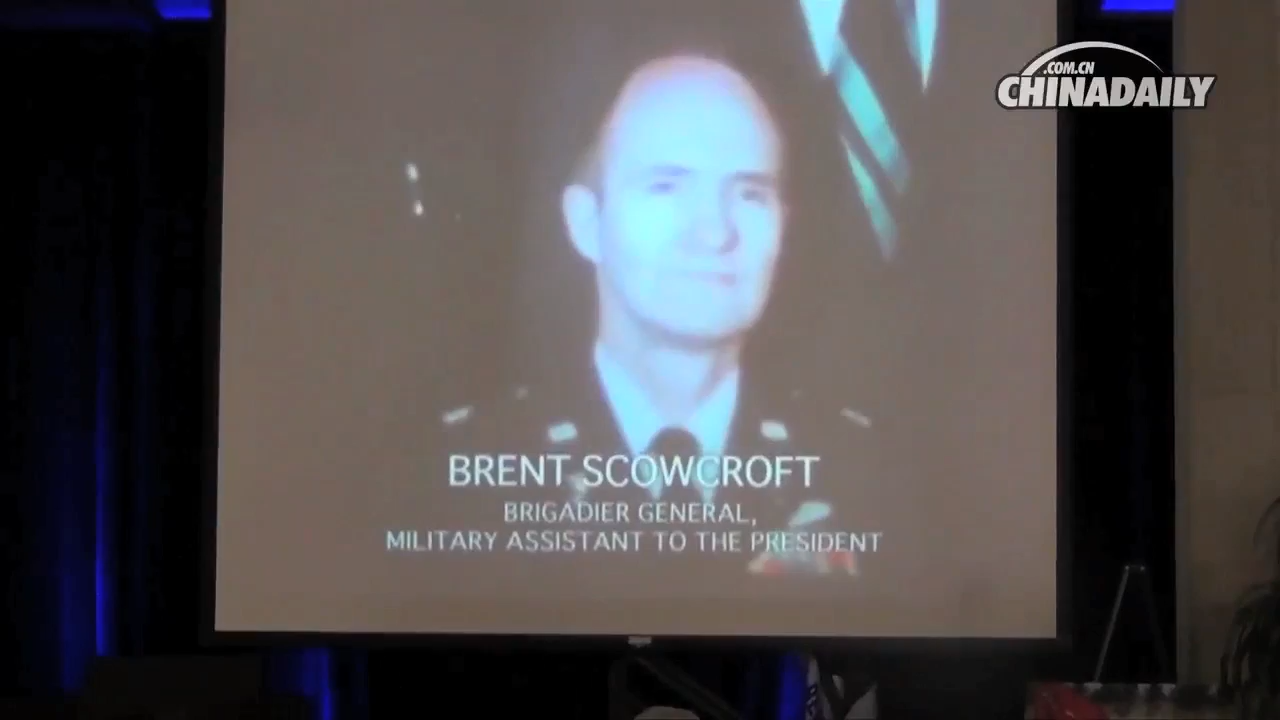 .COM.CN
CHINADAILY
BRENT SCOWCROFT
BRIGADIER GENERAL,
MILITARY ASSISTANT TO THE PRESIDENT